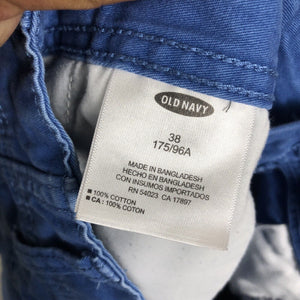 OLD NAVY
38
175/96A
MADE IN BANGLADESH
HECHO EN BANGLADESH
CON INSUMOS IMPORTADOS
RN 54023 CA 17897
■ 100% COTTON
■ CA : 100% COTTON